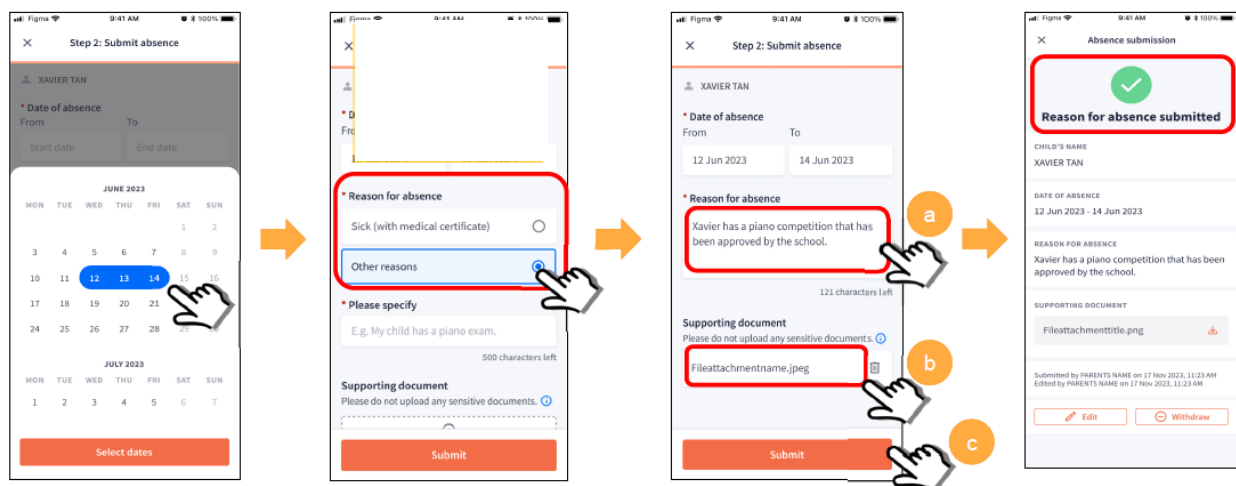 Figma 9:41 AM 100%
Step 2: Submit absence
XAVIER TAN
* Date of absence
From To
Start date End date
JUNE 2023
MON TUE WED THU FRI SAT SUN
1 2
3 4 5 6 7 8 9
10 11 12 13 14 15 16
17 18 19 20 21
24 25 26 27 28 29
JULY 2023
MON TUE WED THU FRI SAT SUN
1 2 3 4 5 6 7
Select dates
Figma 9:41 AM 100%
* Reason for absence
Sick (with medical certificate)
Other reasons
* Please specify
E.g. My child has a piano exam.
500 characters left
Supporting document
Please do not upload any sensitive documents.
Submit
Figma 9:41 AM 100%
Step 2: Submit absence
XAVIER TAN
* Date of absence
From To
12 Jun 2023 14 Jun 2023
* Reason for absence
Xavier has a piano competition that has
been approved by the school.
a
121 characters left
Supporting document
Please do not upload any sensitive documents.
Fileattachmentname.jpeg
b
Submit
c
Figma 9:41 AM 100%
Absence submission
Reason for absence submitted
CHILD'S NAME
XAVIER TAN
DATE OF ABSENCE
12 Jun 2023 - 14 Jun 2023
REASON FOR ABSENCE
Xavier has a piano competition that has been
approved by the school.
SUPPORTING DOCUMENT
Fileattachmenttitle.png
Submitted by PARENTS NAME on 17 Nov 2023, 11:23 AM
Edited by PARENTS NAME on 17 Nov 2023, 11:23 AM
Edit Withdraw